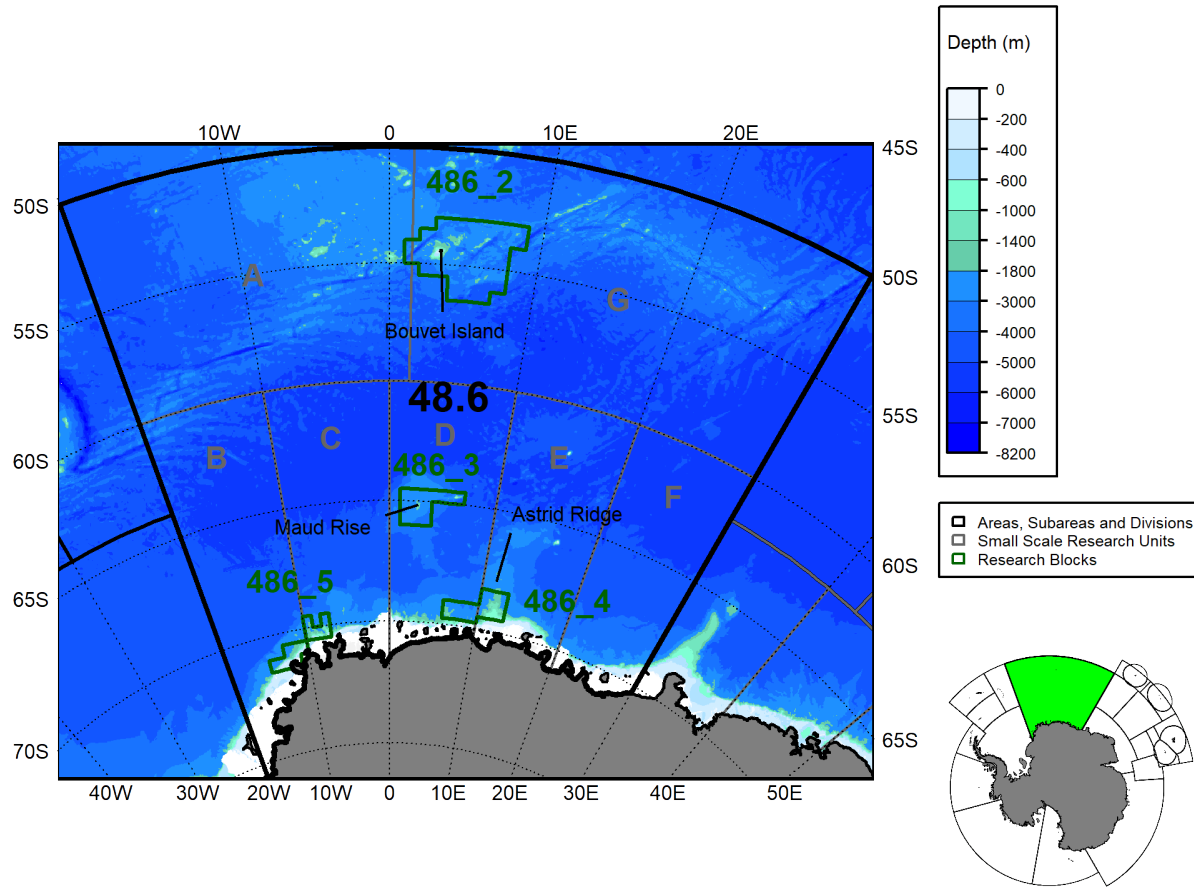 Depth (m)
0
-200
-400
-600
-1000
-1400
-1800
-3000
-4000
-5000
-6000
-7000
-8200
10W
0
10E
20E
45S
50S
486_2
50S
A
G
Bouvet Island
55S
48.6
55S
B
C
D
E
60S
486_3
F
Maud Rise
Astrid Ridge
Areas, Subareas and Divisions
Small Scale Research Units
Research Blocks
60S
486_5
486_4
65S
65S
70S
40W
30W
20W
10W
0
10E
20E
30E
40E
50E